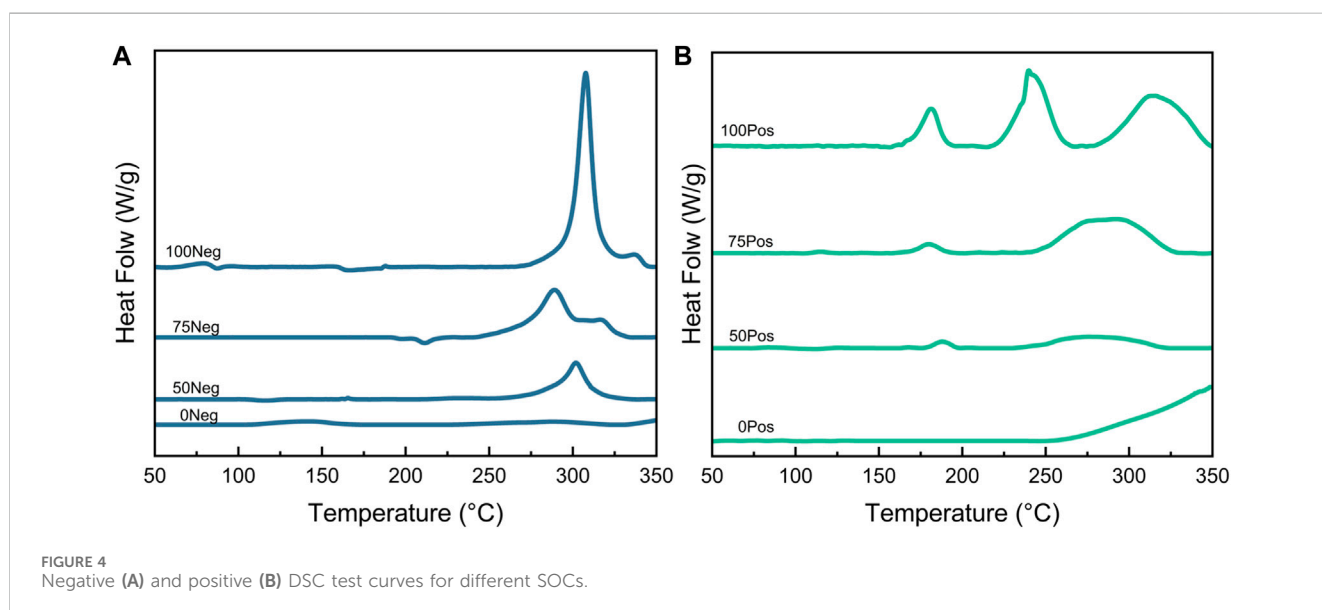 A
Heat Folw (W/g)
100Neg
75Neg
50Neg
0Neg
50 100 150 200 250 300 350
Temperature (°C)
B
Heat Folw (W/g)
100Pos
75Pos
50Pos
0Pos
50 100 150 200 250 300 350
Temperature (°C)
FIGURE 4
Negative (A) and positive (B) DSC test curves for different SOCs.